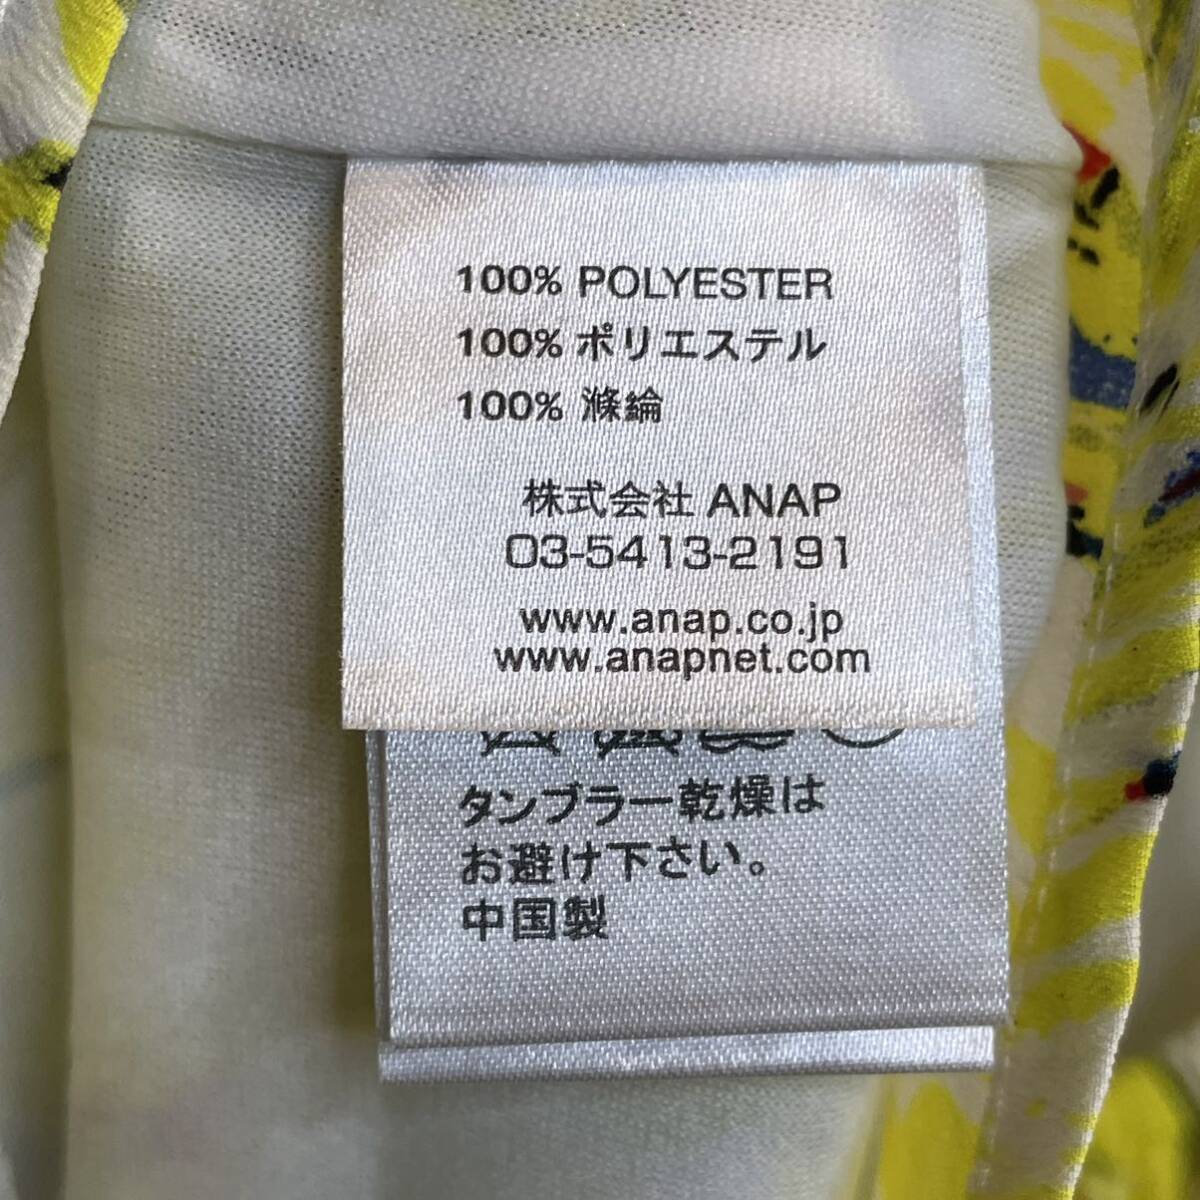 100% POLYESTER
100% ポリエステル
100% 滌綸
株式会社 ANAP
03-5413-2191
www.anap.co.jp
www.anapnet.com
タンブラー乾燥は
お避け下さい。
中国製